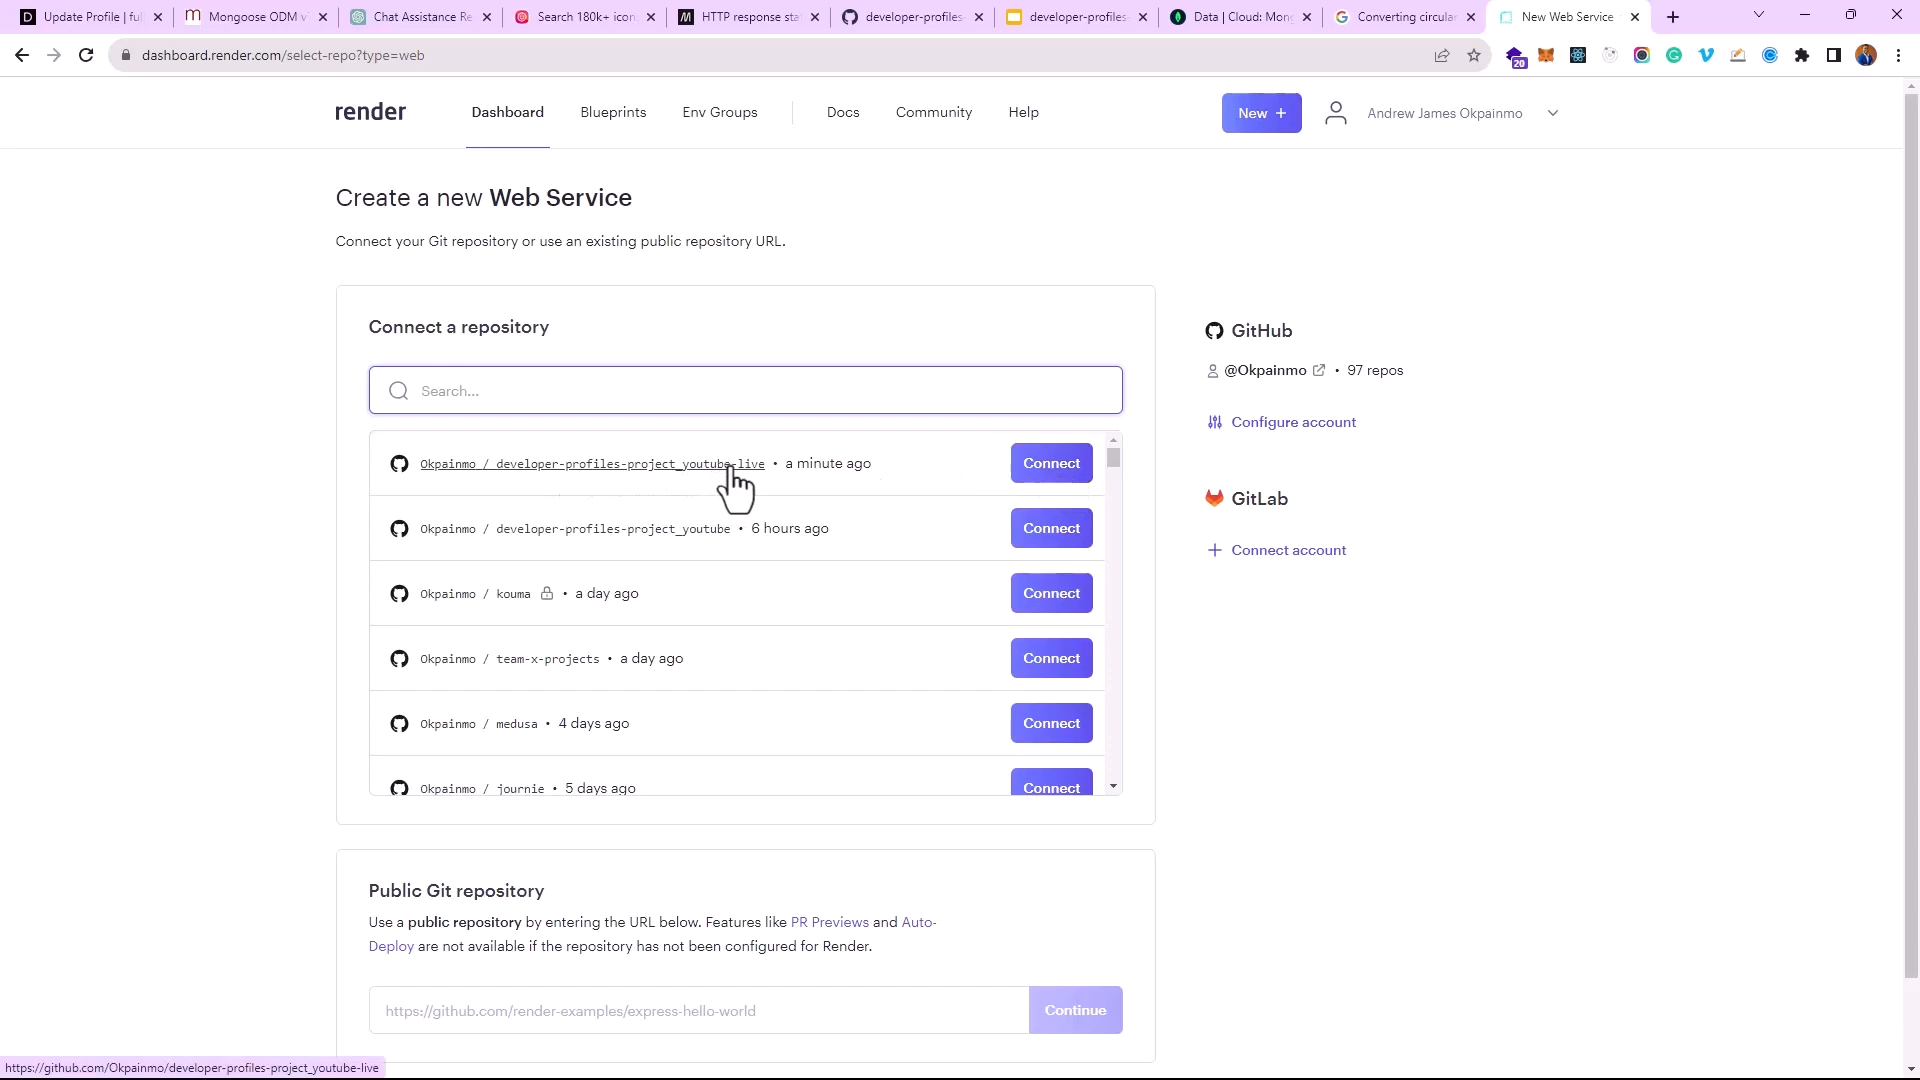 Update Profile | ful
Mongoose ODM v
Chat Assistance Re
Search 180k+ icon
HTTP response sta
developer-profiles-
developer-profiles-
Data | Cloud: Mon
Converting circular
New Web Service
dashboard.render.com/select-repo?type=web
20
render
Dashboard
Blueprints
Env Groups
Docs
Community
Help
New +
Andrew James Okpainmo
Create a new Web Service
Connect your Git repository or use an existing public repository URL.
Connect a repository
Search...
Okpainmo / developer-profiles-project_youtube-live • a minute ago
Connect
Okpainmo / developer-profiles-project_youtube • 6 hours ago
Connect
Okpainmo / kouma • a day ago
Connect
Okpainmo / team-x-projects • a day ago
Connect
Okpainmo / medusa • 4 days ago
Connect
Okpainmo / journie • 5 days ago
Connect
GitHub
@Okpainmo • 97 repos
Configure account
GitLab
Connect account
Public Git repository
Use a public repository by entering the URL below. Features like PR Previews and Auto-
Deploy are not available if the repository has not been configured for Render.
https://github.com/render-examples/express-hello-world
Continue
https://github.com/Okpainmo/developer-profiles-project_youtube-live